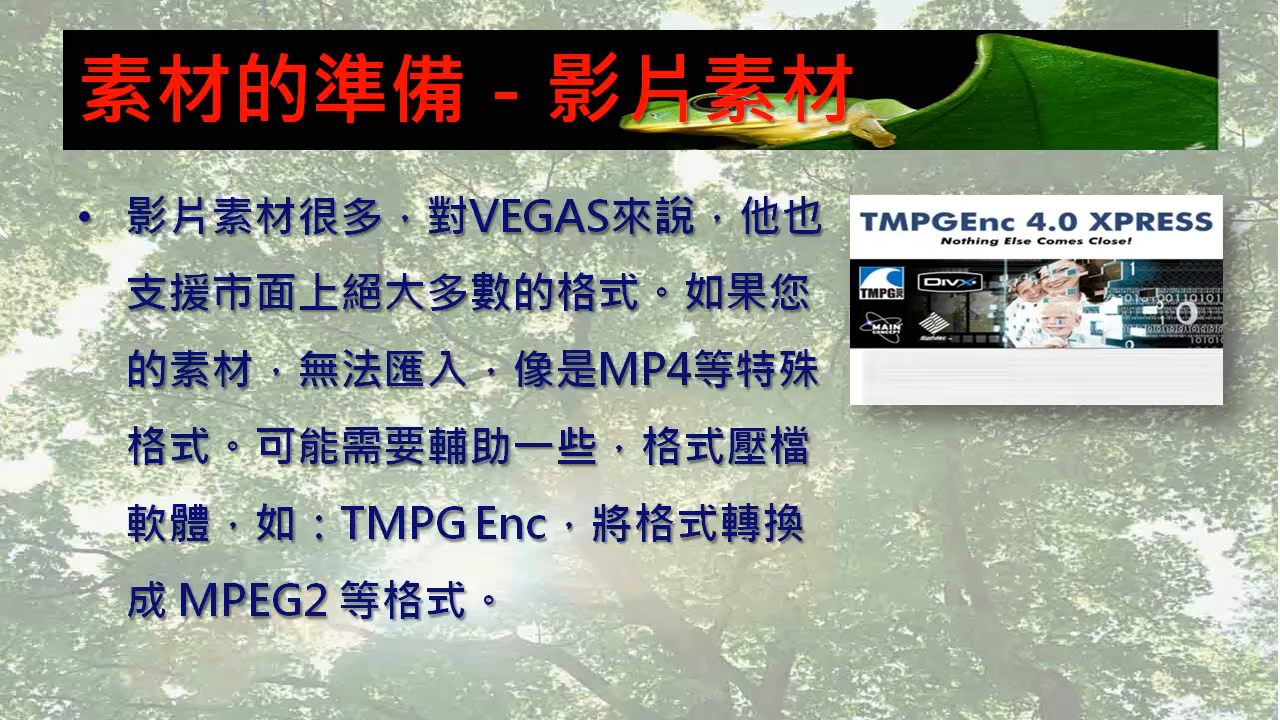 素材的準備 - 影片素材
• 影片素材很多，對VEGAS來說，他也
支援市面上絕大多數的格式。如果您
的素材，無法匯入，像是MP4等特殊
格式。可能需要輔助一些，格式壓檔
軟體，如：TMPG Enc，將格式轉換
成 MPEG2 等格式。
TMPGEnc 4.0 XPRESS
Nothing Else Comes Close!
DivX
MAIN
CONCEPT